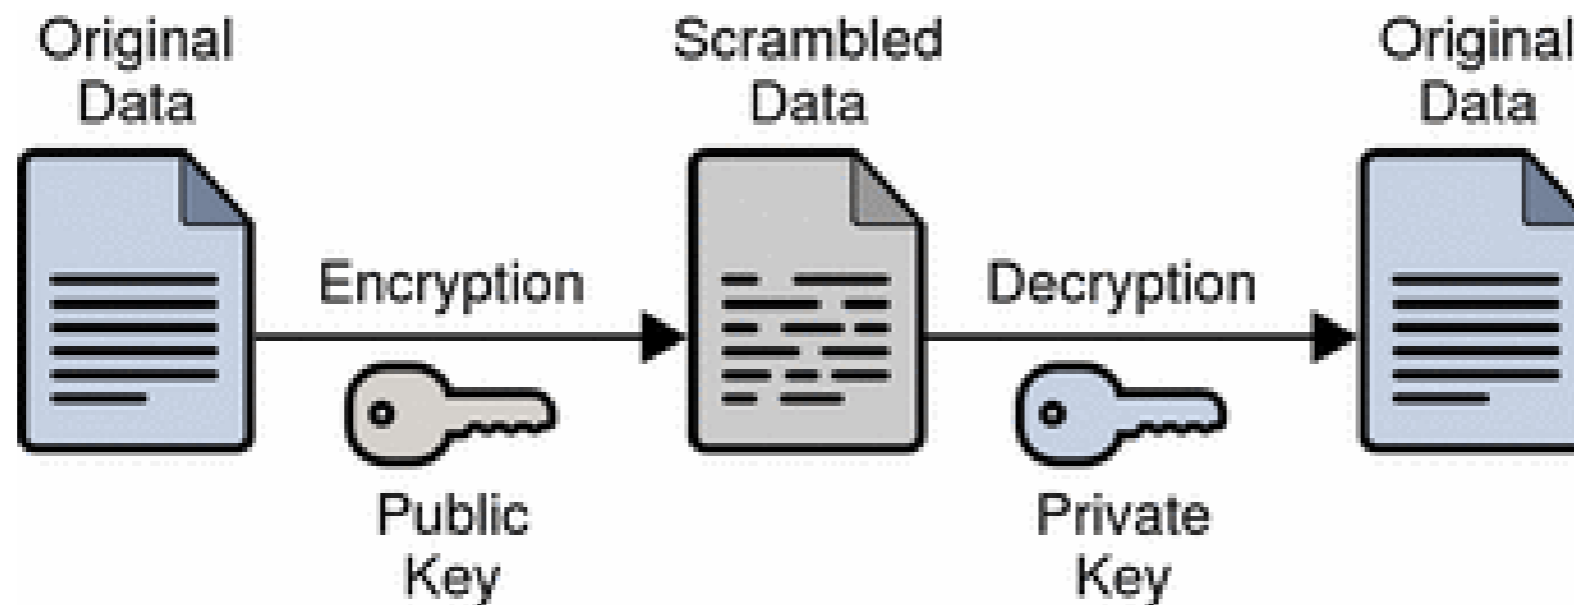 Original
Data
Scrambled
Data
Original
Data
Encryption
Decryption
Public
Key
Private
Key